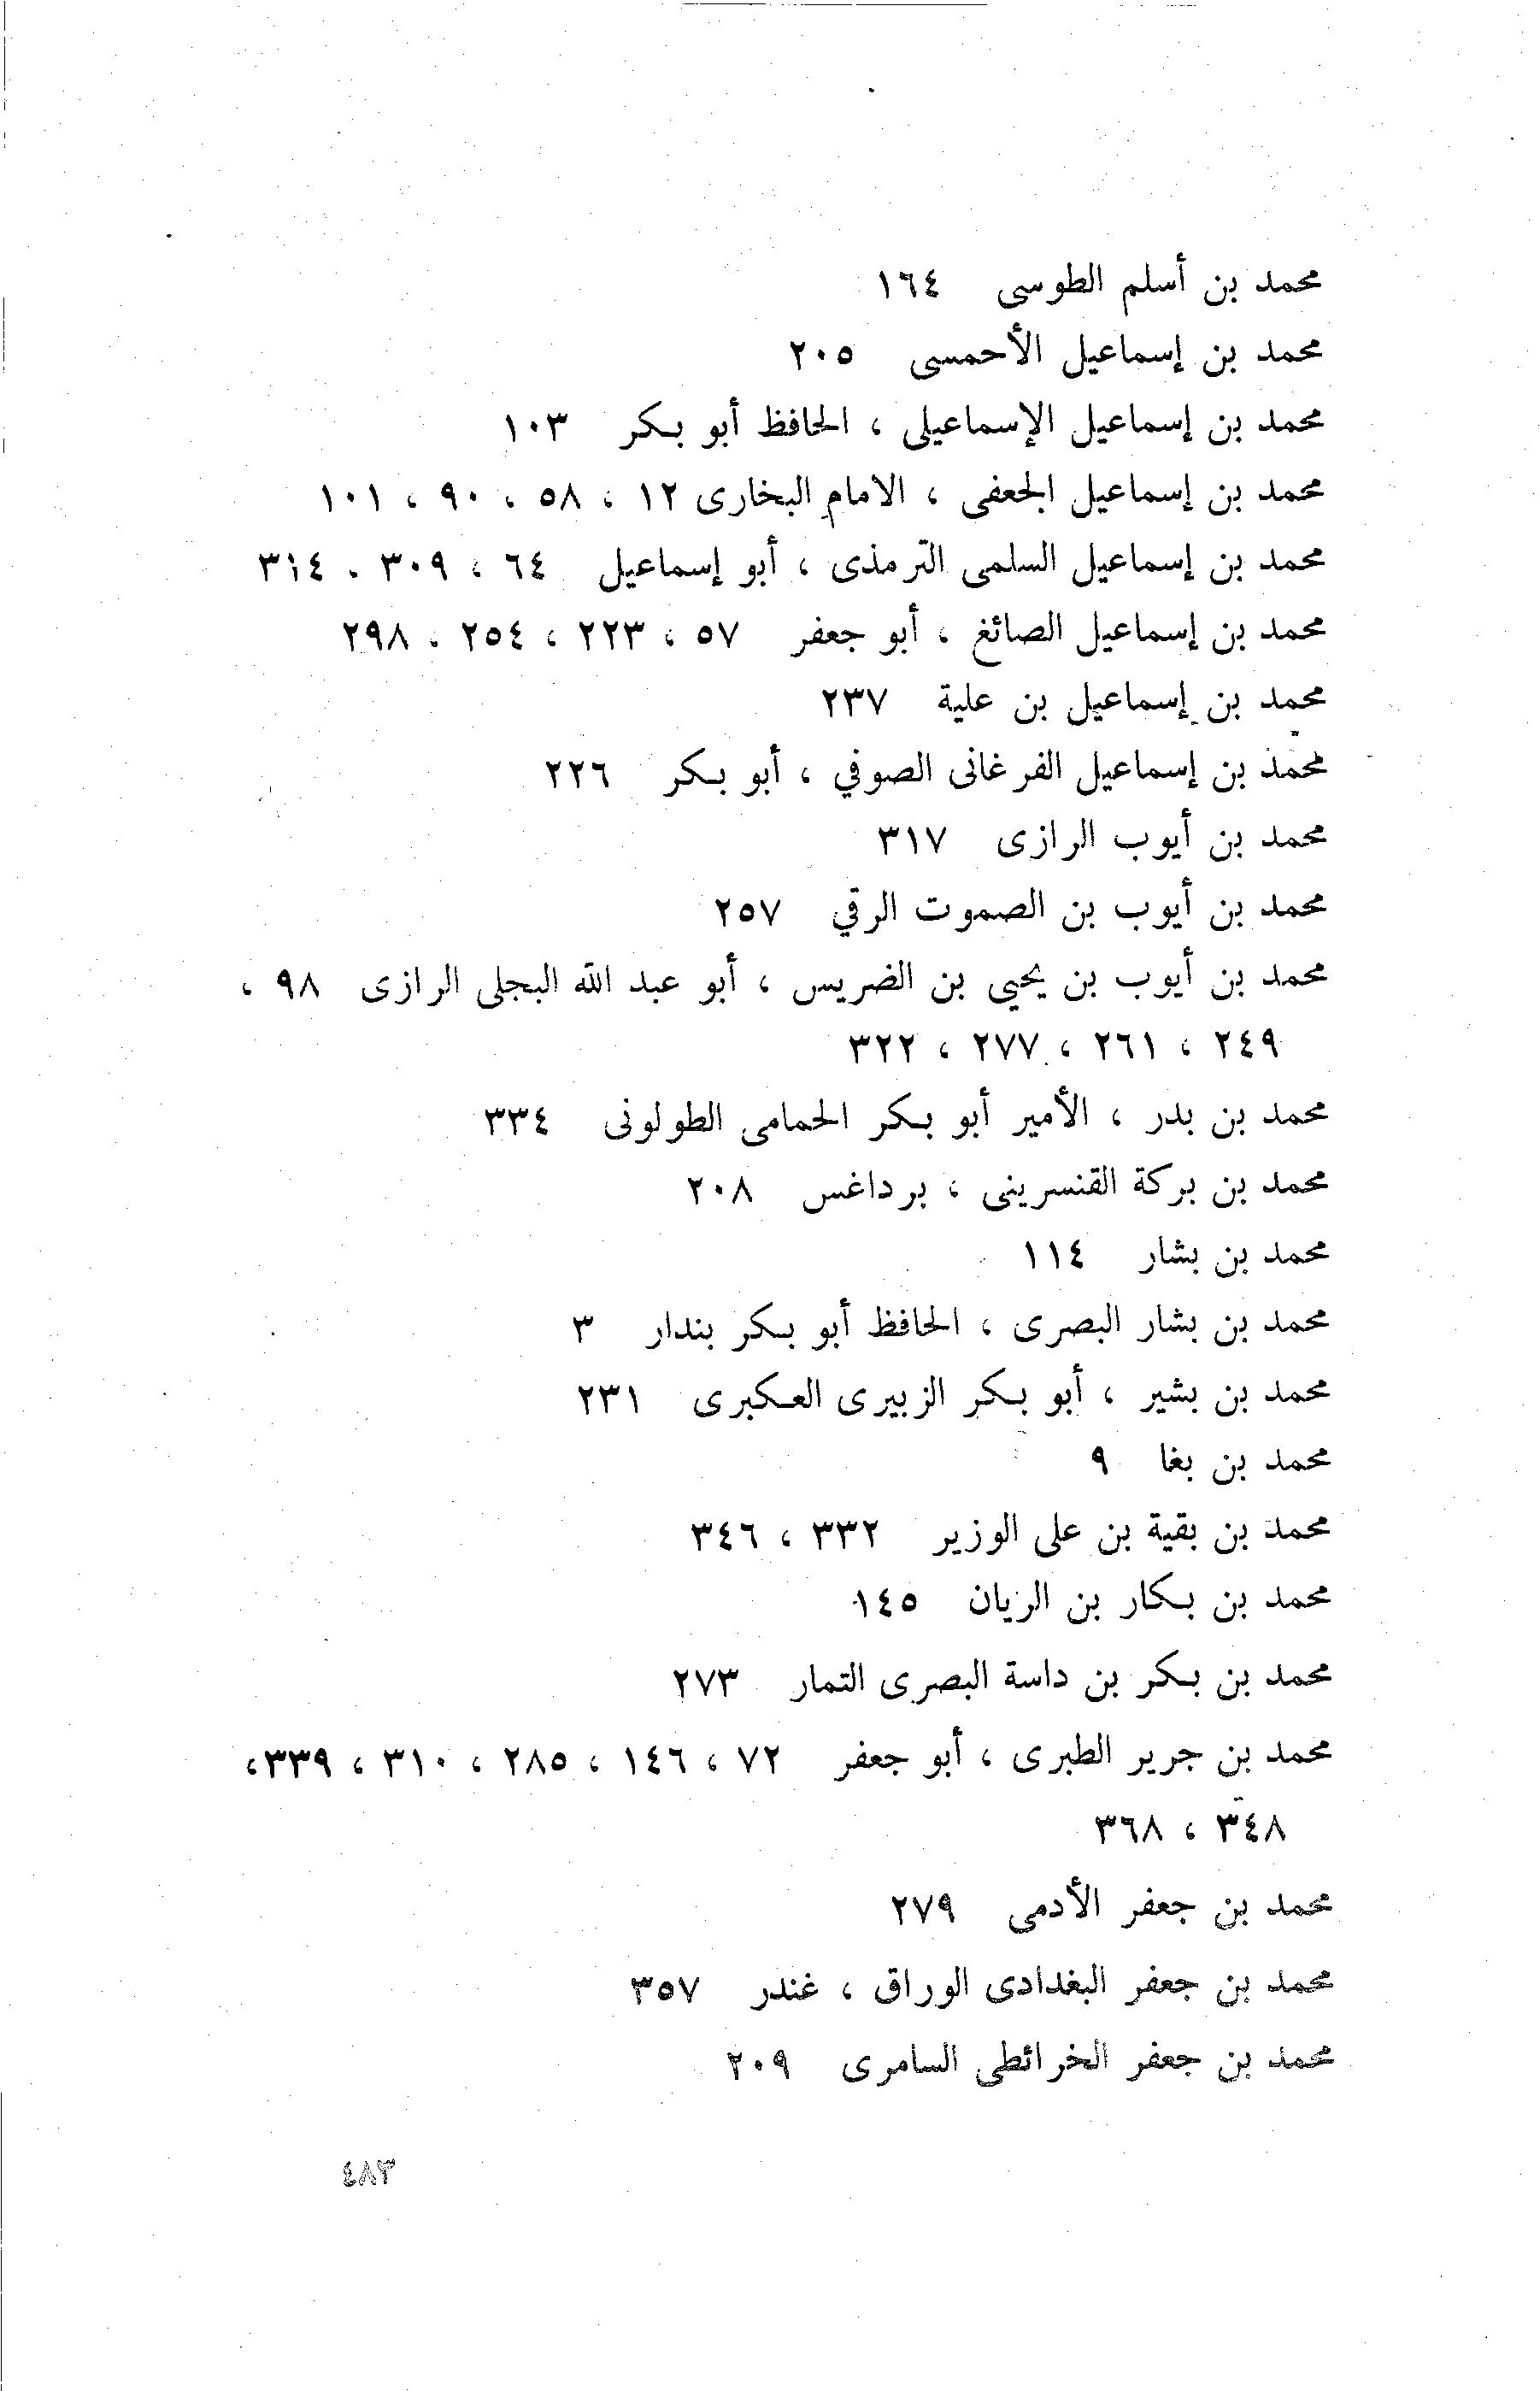 محمد بن أسلم الطوسى ١٦٤
محمد بن إسماعيل الأحمسى ٢٠٥
محمد بن إسماعيل الإسماعيلى ، الحافظ أبو بكر ١٠٣
محمد بن إسماعيل الجعفى ، الامام البخارى ١٢ ، ٥٨ ، ٩٠ ، ١٠١
محمد بن إسماعيل السلمى الترمذى ، أبو إسماعيل ٦٤ ، ٣٠٩ ، ٣١٤
محمد بن إسماعيل الصائغ ، أبو جعفر ٥٧ ، ٢٢٣ ، ٢٥٤ ، ٢٩٨
محمد بن إسماعيل بن علية ٢٣٧
محمد بن إسماعيل الفرغانى الصوفي ، أبو بكر ٢٢٦
محمد بن أيوب الرازى ٣١٧
محمد بن أيوب بن الصموت الرقي ٢٥٧
محمد بن أيوب بن يحيى بن الضريس ، أبو عبد الله البجلى الرازى ٩٨ ،
٢٤٩ ، ٢٦١ ، ٢٧٧ ، ٣٢٢
محمد بن بدر ، الأمير أبو بكر الحمامى الطولونى ٣٣٤
محمد بن بركة القنسرينى ، برداغس ٢٠٨
محمد بن بشار ١١٤
محمد بن بشار البصرى ، الحافظ أبو بكر بندار ٣
محمد بن بشير ، أبو بكر الزبيرى العكبرى ٢٣١
محمد بن بغا ٩
محمد بن بقية بن على الوزير ٣٣٢ ، ٣٤٦
محمد بن بكار بن الريان ١٤٥
محمد بن بكر بن داسة البصرى التمار ٢٧٣
محمد بن جرير الطبرى ، أبو جعفر ٧٢ ، ١٤٦ ، ٢٨٥ ، ٣١٠ ، ٣٣٩،
٣٤٨ ، ٣٦٨
محمد بن جعفر الأدمى ٢٧٩
محمد بن جعفر البغدادى الوراق ، غندر ٣٥٧
محمد بن جعفر الخرائطى السامرى ٢٠٩
٤٨٣